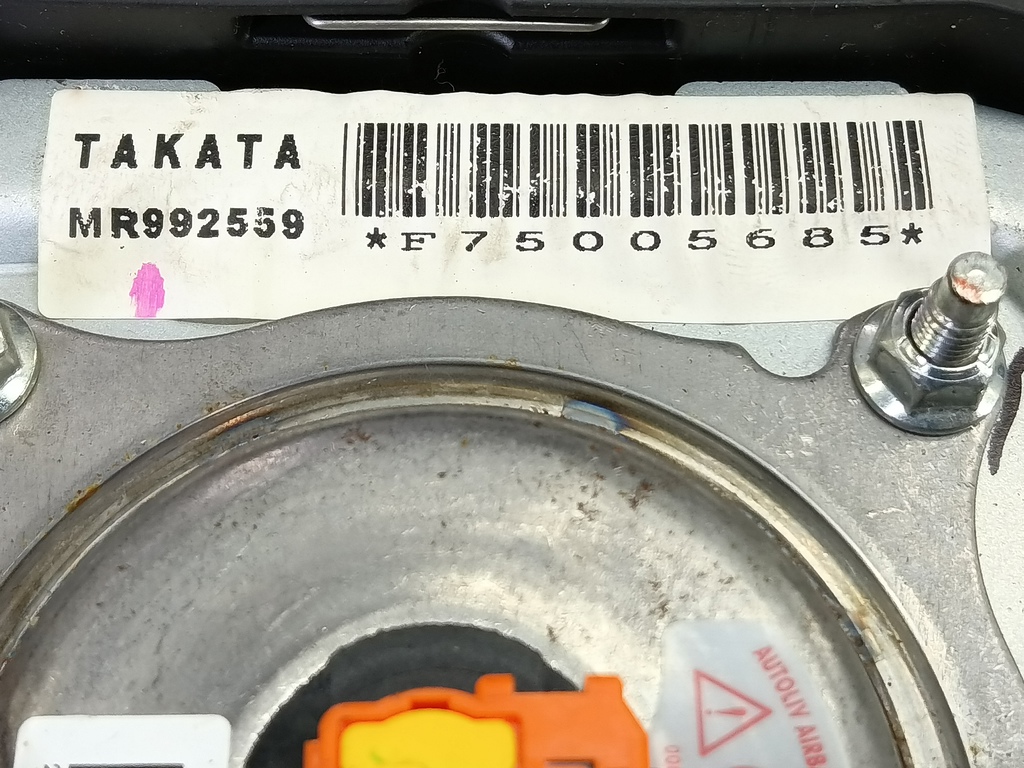 TAKATA
MR992559
*F75005685*
AUTOLIV AIRB